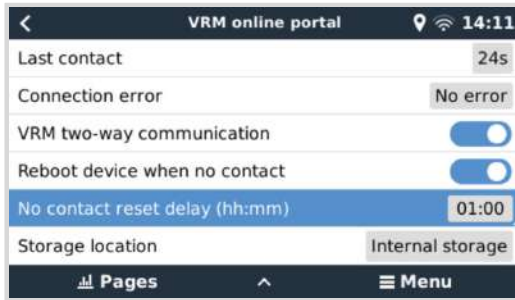 VRM online portal 14:11
Last contact 24s
Connection error No error
VRM two-way communication
Reboot device when no contact
No contact reset delay (hh:mm) 01:00
Storage location Internal storage
Pages Menu